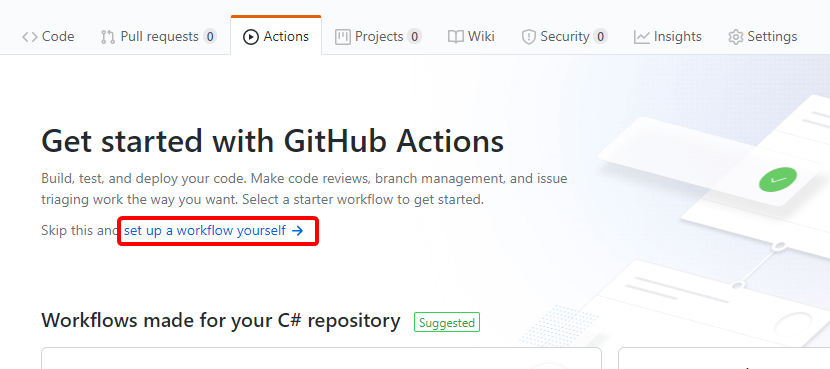 Code Pull requests 0 Actions Projects 0 Wiki Security 0 Insights Settings
Get started with GitHub Actions
Build, test, and deploy your code. Make code reviews, branch management, and issue
triaging work the way you want. Select a starter workflow to get started.
Skip this and set up a workflow yourself →
Workflows made for your C# repository Suggested